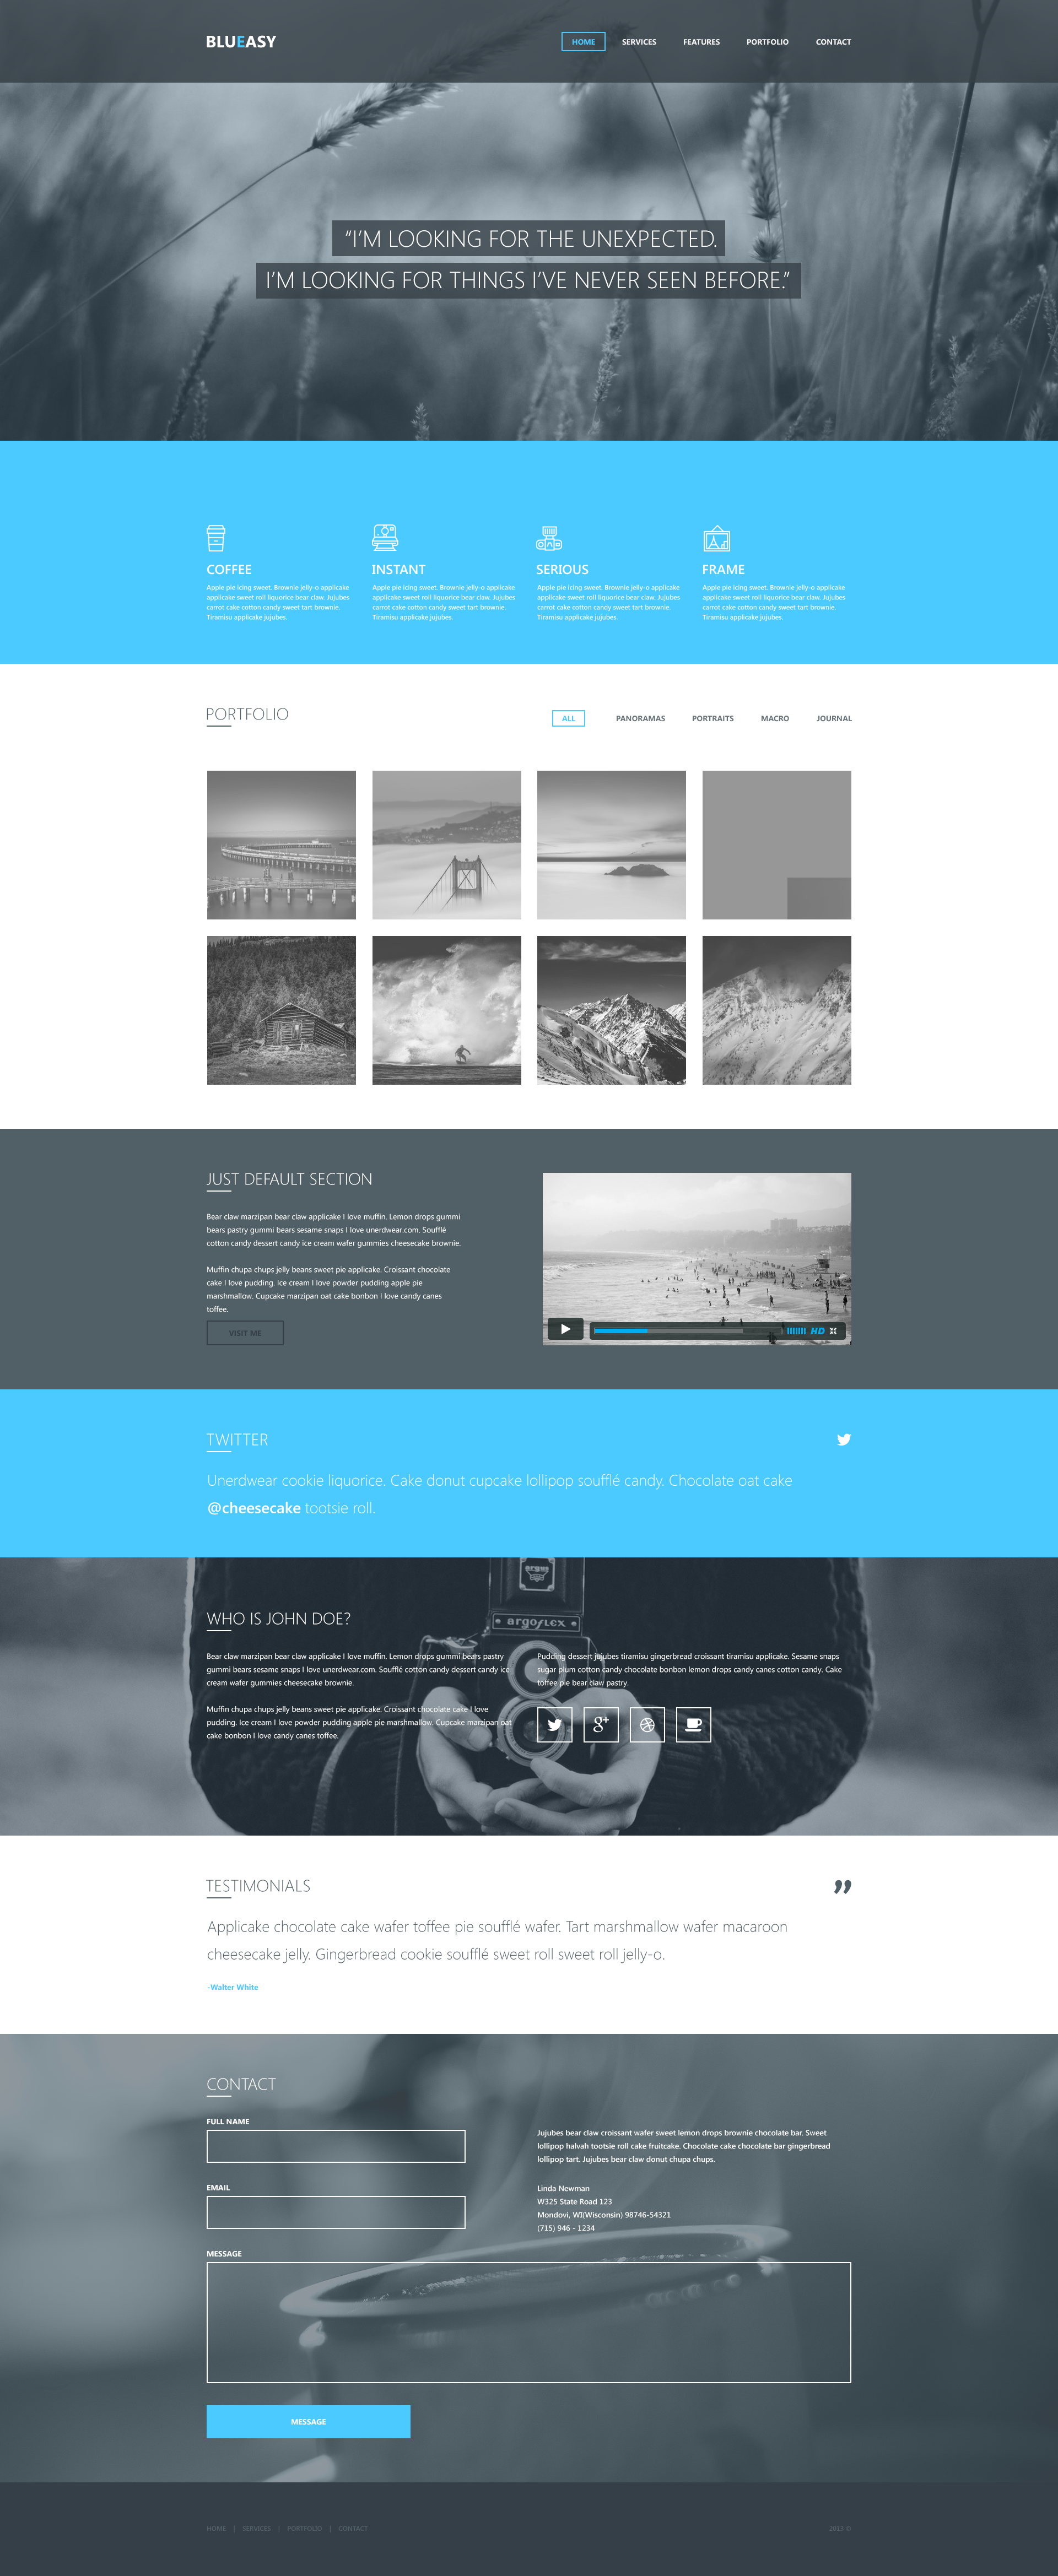 BLUEASY
HOME SERVICES FEATURES PORTFOLIO CONTACT
“I’M LOOKING FOR THE UNEXPECTED.
I’M LOOKING FOR THINGS I’VE NEVER SEEN BEFORE.”
COFFEE
Apple pie icing sweet. Brownie jelly-o applicake
applicake sweet roll liquorice bear claw. Jujubes
carrot cake cotton candy sweet tart brownie.
Tiramisu applicake jujubes.
INSTANT
Apple pie icing sweet. Brownie jelly-o applicake
applicake sweet roll liquorice bear claw. Jujubes
carrot cake cotton candy sweet tart brownie.
Tiramisu applicake jujubes.
SERIOUS
Apple pie icing sweet. Brownie jelly-o applicake
applicake sweet roll liquorice bear claw. Jujubes
carrot cake cotton candy sweet tart brownie.
Tiramisu applicake jujubes.
FRAME
Apple pie icing sweet. Brownie jelly-o applicake
applicake sweet roll liquorice bear claw. Jujubes
carrot cake cotton candy sweet tart brownie.
Tiramisu applicake jujubes.
PORTFOLIO
ALL PANORAMAS PORTRAITS MACRO JOURNAL
JUST DEFAULT SECTION
Bear claw marzipan bear claw applicake I love muffin. Lemon drops gummi
bears pastry gummi bears sesame snaps I love unerdwear.com. Soufflé
cotton candy dessert candy ice cream wafer gummies cheesecake brownie.
Muffin chupa chups jelly beans sweet pie applicake. Croissant chocolate
cake I love pudding. Ice cream I love powder pudding apple pie
marshmallow. Cupcake marzipan oat cake bonbon I love candy canes
toffee.
VISIT ME
HD
TWITTER
Unerdwear cookie liquorice. Cake donut cupcake lollipop soufflé candy. Chocolate oat cake
@cheesecake tootsie roll.
argus
argoflex
WHO IS JOHN DOE?
Bear claw marzipan bear claw applicake I love muffin. Lemon drops gummi bears pastry
gummi bears sesame snaps I love unerdwear.com. Soufflé cotton candy dessert candy ice
cream wafer gummies cheesecake brownie.
Muffin chupa chups jelly beans sweet pie applicake. Croissant chocolate cake I love
pudding. Ice cream I love powder pudding apple pie marshmallow. Cupcake marzipan oat
cake bonbon I love candy canes toffee.
Pudding dessert jujubes tiramisu gingerbread croissant tiramisu applicake. Sesame snaps
sugar plum cotton candy chocolate bonbon lemon drops candy canes cotton candy. Cake
toffee pie bear claw pastry.
g+
TESTIMONIALS
”
Applicake chocolate cake wafer toffee pie soufflé wafer. Tart marshmallow wafer macaroon
cheesecake jelly. Gingerbread cookie soufflé sweet roll sweet roll jelly-o.
-Walter White
CONTACT
FULL NAME
EMAIL
Jujubes bear claw croissant wafer sweet lemon drops brownie chocolate bar. Sweet
lollipop halvah tootsie roll cake fruitcake. Chocolate cake chocolate bar gingerbread
lollipop tart. Jujubes bear claw donut chupa chups.
Linda Newman
W325 State Road 123
Mondovi, WI(Wisconsin) 98746-54321
(715) 946 - 1234
MESSAGE
MESSAGE
HOME | SERVICES | PORTFOLIO | CONTACT
2013 ©